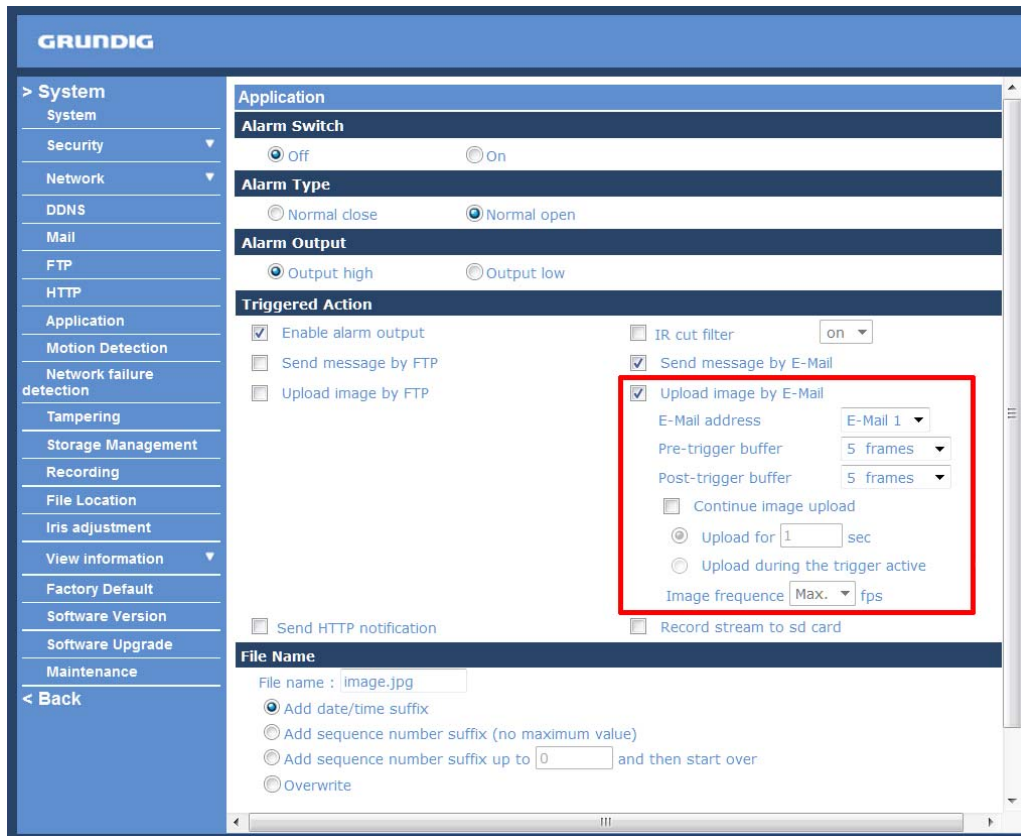 GRUNDIG
> System
System
Security
Network
DDNS
Mail
FTP
HTTP
Application
Motion Detection
Network failure
detection
Tampering
Storage Management
Recording
File Location
Iris adjustment
View information
Factory Default
Software Version
Software Upgrade
Maintenance
< Back
Application
Alarm Switch
Off On
Alarm Type
Normal close Normal open
Alarm Output
Output high Output low
Triggered Action
Enable alarm output IR cut filter on
Send message by FTP Send message by E-Mail
Upload image by FTP Upload image by E-Mail
E-Mail address E-Mail 1
Pre-trigger buffer 5 frames
Post-trigger buffer 5 frames
Continue image upload
Upload for 1 sec
Upload during the trigger active
Image frequence Max. fps
Send HTTP notification Record stream to sd card
File Name
File name : image.jpg
Add date/time suffix
Add sequence number suffix (no maximum value)
Add sequence number suffix up to 0 and then start over
Overwrite